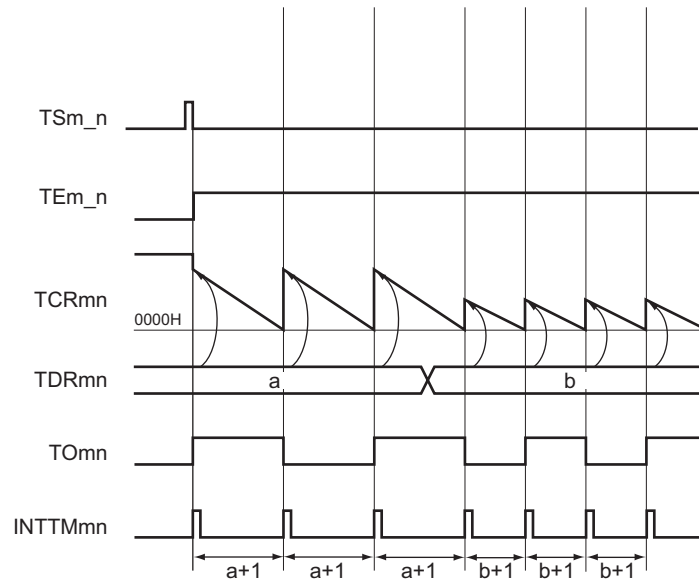 TSm_n
TEm_n
TCRmn
0000H
TDRmn
a
b
TOmn
INTTMmn
a+1
a+1
a+1
b+1
b+1
b+1